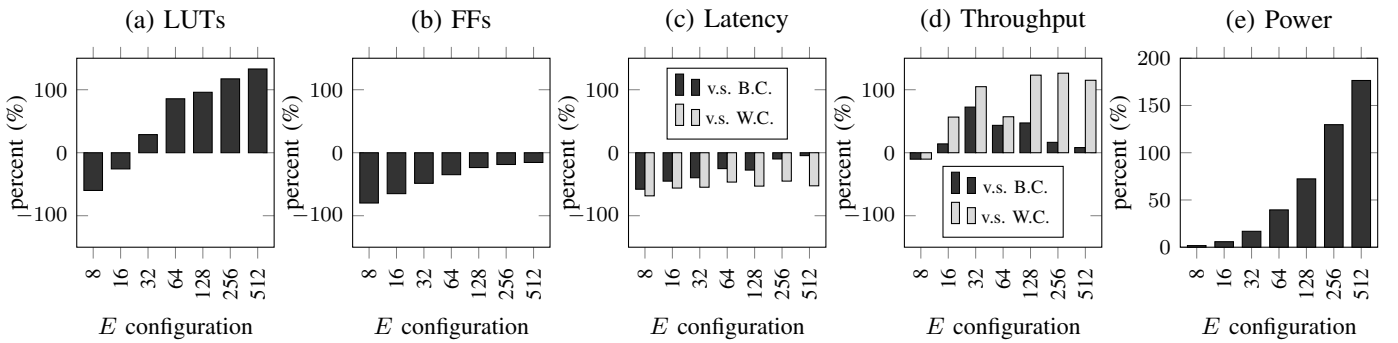 (a) LUTs
percent (%)
100
0
−100
8
16
32
64
128
256
512
E configuration
(b) FFs
percent (%)
100
0
−100
8
16
32
64
128
256
512
E configuration
(c) Latency
percent (%)
100
0
−100
v.s. B.C.
v.s. W.C.
8
16
32
64
128
256
512
E configuration
(d) Throughput
percent (%)
100
0
−100
v.s. B.C.
v.s. W.C.
8
16
32
64
128
256
512
E configuration
(e) Power
percent (%)
200
150
100
50
0
8
16
32
64
128
256
512
E configuration